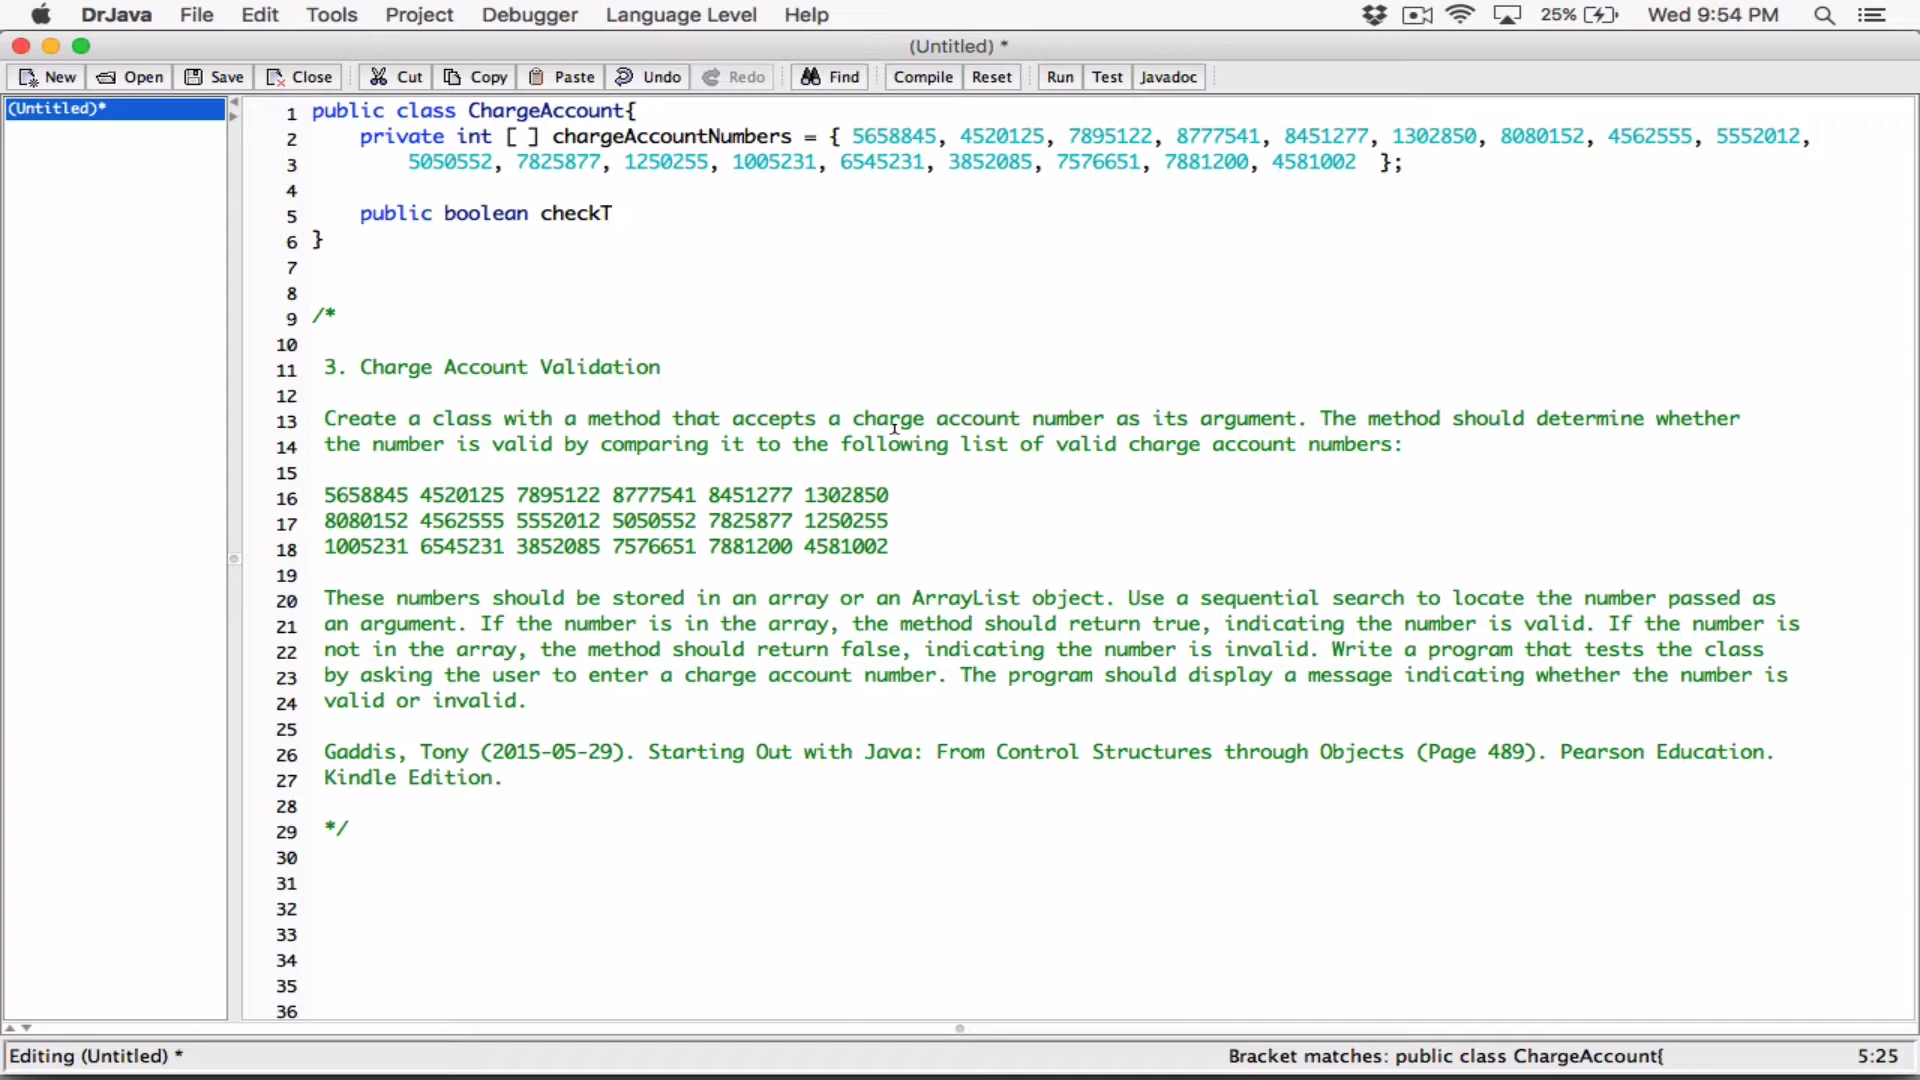 DrJava File Edit Tools Project Debugger Language Level Help 25% Wed 9:54 PM
(Untitled) *
New Open Save Close Cut Copy Paste Undo Redo Find Compile Reset Run Test Javadoc
(Untitled)*
1 public class ChargeAccount{
2 private int [ ] chargeAccountNumbers = { 5658845, 4520125, 7895122, 8777541, 8451277, 1302850, 8080152, 4562555, 5552012,
3 5050552, 7825877, 1250255, 1005231, 6545231, 3852085, 7576651, 7881200, 4581002 };
4
5 public boolean checkT
6 }
7
8
9 /*
10
11 3. Charge Account Validation
12
13 Create a class with a method that accepts a charge account number as its argument. The method should determine whether
14 the number is valid by comparing it to the following list of valid charge account numbers:
15
16 5658845 4520125 7895122 8777541 8451277 1302850
17 8080152 4562555 5552012 5050552 7825877 1250255
18 1005231 6545231 3852085 7576651 7881200 4581002
19
20 These numbers should be stored in an array or an ArrayList object. Use a sequential search to locate the number passed as
21 an argument. If the number is in the array, the method should return true, indicating the number is valid. If the number is
22 not in the array, the method should return false, indicating the number is invalid. Write a program that tests the class
23 by asking the user to enter a charge account number. The program should display a message indicating whether the number is
24 valid or invalid.
25
26 Gaddis, Tony (2015-05-29). Starting Out with Java: From Control Structures through Objects (Page 489). Pearson Education.
27 Kindle Edition.
28
29 */
30
31
32
33
34
35
36
Editing (Untitled) * Bracket matches: public class ChargeAccount{ 5:25